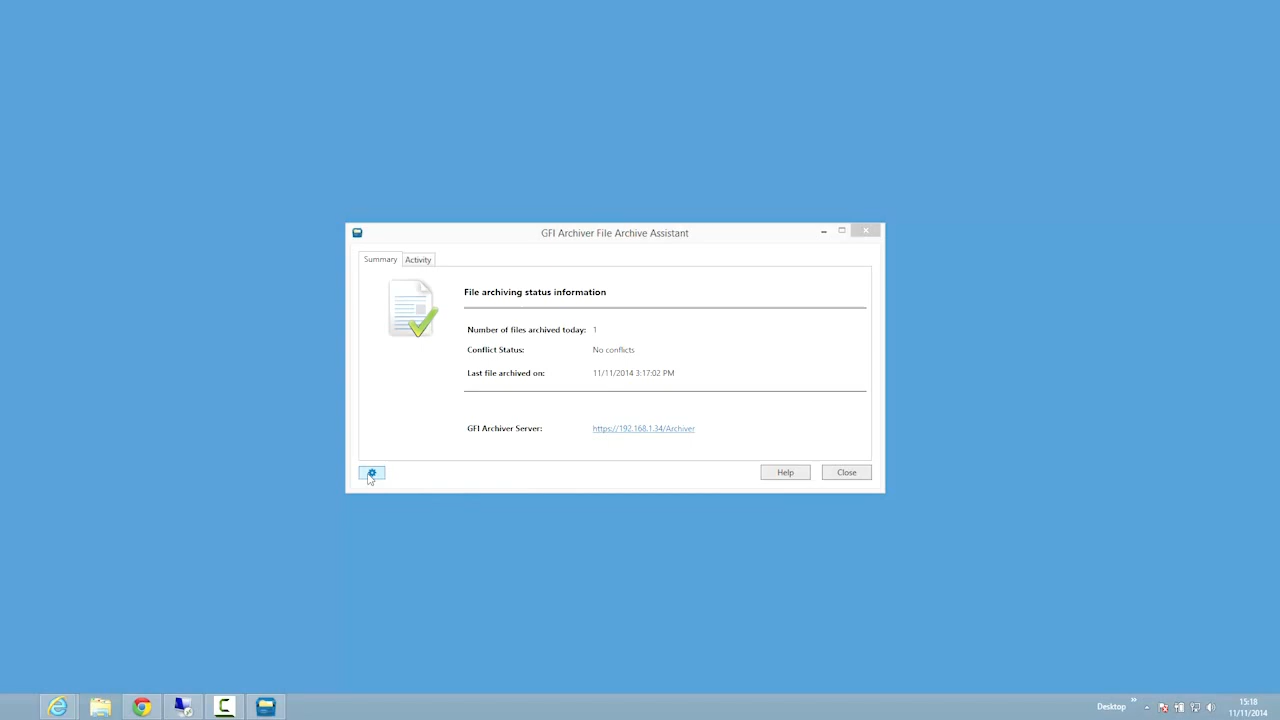 GFI Archiver File Archive Assistant
Summary
Activity
File archiving status information
Number of files archived today: 1
Conflict Status: No conflicts
Last file archived on: 11/11/2014 3:17:02 PM
GFI Archiver Server: https://192.168.1.34/Archiver
Help
Close
Desktop
15:18
11/11/2014